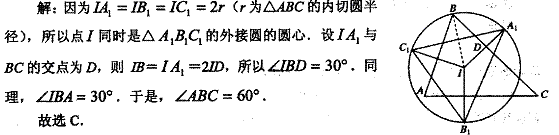 解:因为 IA₁ = IB₁ = IC₁ = 2r ( r 为△ABC 的内切圆半
径),所以点 I 同时是△ A₁B₁C₁ 的外接圆的圆心. 设 IA₁ 与
BC 的交点为 D, 则 IB = I A₁ = 2ID, 所以∠IBD = 30°. 同
理, ∠IBA = 30°. 于是, ∠ABC = 60°.
故选 C.
B
A₁
C₁
D
I
A
C
B₁